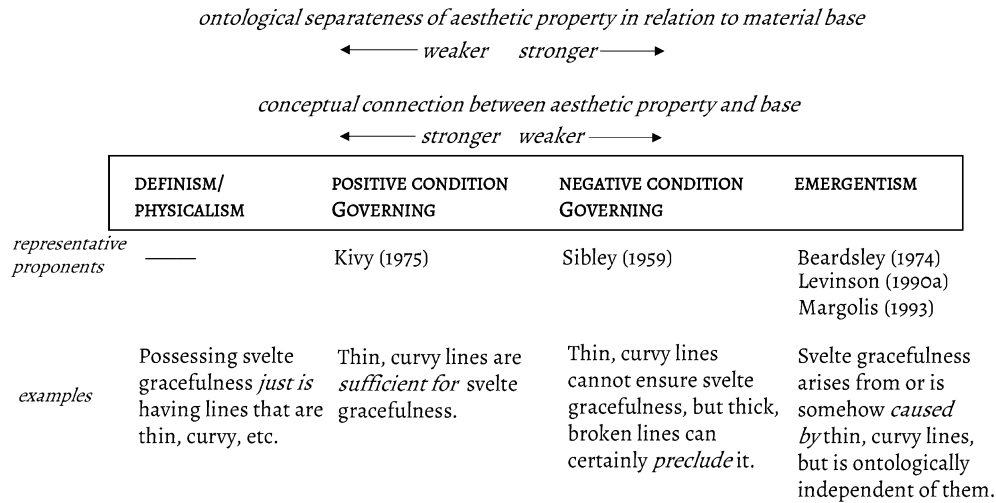 ontological separateness of aesthetic property in relation to material base
weaker stronger
conceptual connection between aesthetic property and base
stronger weaker
DEFINISM/
PHYSICALISM
POSITIVE CONDITION
GOVERNING
NEGATIVE CONDITION
GOVERNING
EMERGENTISM
representative
proponents
Kivy (1975)
Sibley (1959)
Beardsley (1974)
Levinson (1990a)
Margolis (1993)
examples
Possessing svelte
gracefulness just is
having lines that are
thin, curvy, etc.
Thin, curvy lines are
sufficient for svelte
gracefulness.
Thin, curvy lines
cannot ensure svelte
gracefulness, but thick,
broken lines can
certainly preclude it.
Svelte gracefulness
arises from or is
somehow caused
by thin, curvy lines,
but is ontologically
independent of them.